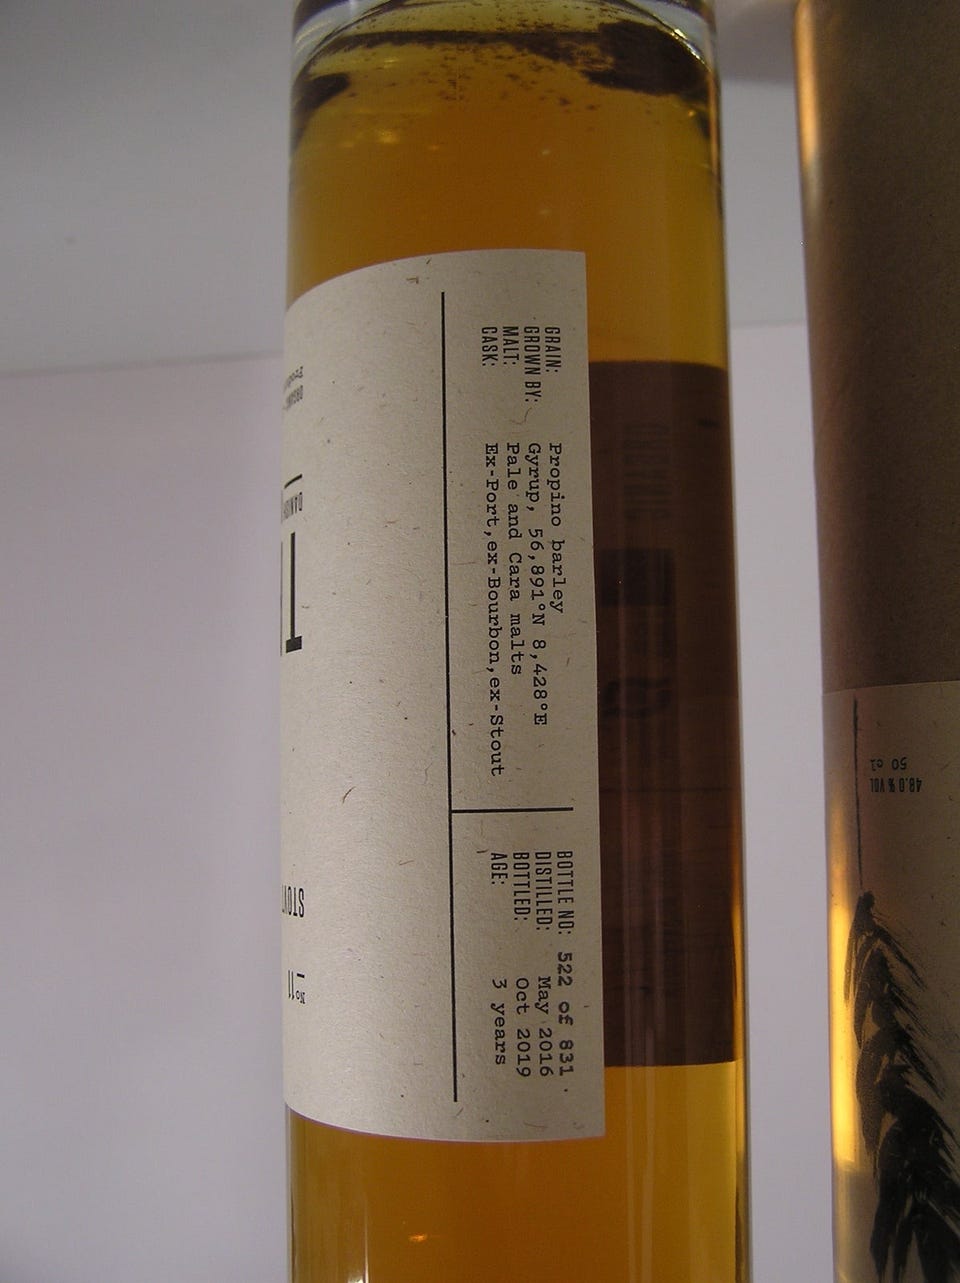 GRAIN: Propino barley
GROWN BY: Gyrup, 56,891°N 8,428°E
MALT: Pale and Cara malts
CASK: Ex-Port, ex-Bourbon, ex-Stout
BOTTLE NO: 522 of 831
DISTILLED: May 2016
BOTTLED: Oct 2019
AGE: 3 years
No 11
48.0 % VOL
50 cl